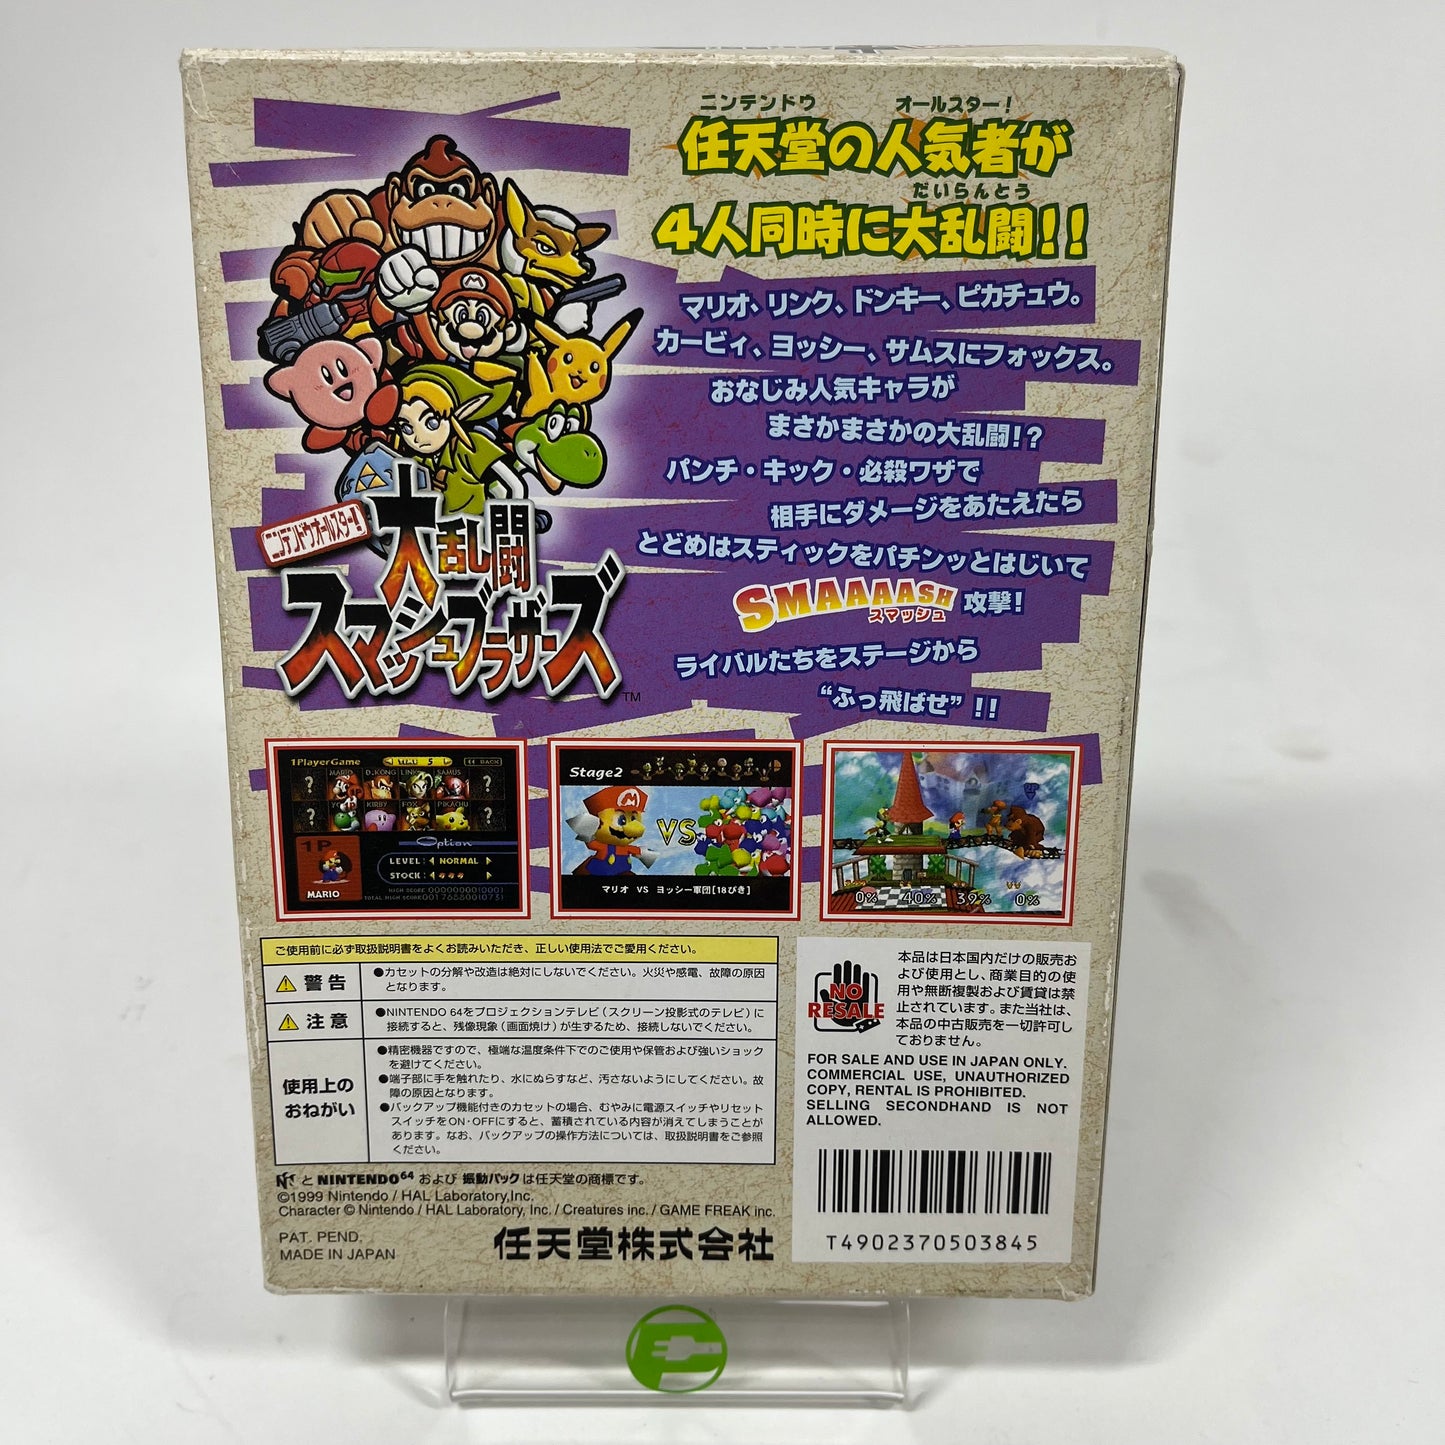 ニンテンドウ オールスター!
任天堂の人気者が
だいらんとう
4人同時に大乱闘!!
マリオ、リンク、ドンキー、ピカチュウ。
カービィ、ヨッシー、サムスにフォックス。
おなじみ人気キャラが
まさかまさかの大乱闘!?
パンチ・キック・必殺ワザで
相手にダメージをあたえたら
とどめはスティックをパチンッとはじいて
SMAAAASH 攻撃!
スマッシュ
ライバルたちをステージから
“ふっ飛ばせ” !!
ニンテンドウオールスター!
大乱闘
スマッシュブラザーズ
TM
1PlayerGame
TIME 5 BACK
MARIO D.KONG LINK SAMUS
KIRBY FOX PIKACHU
Option
1P
LEVEL: NORMAL
STOCK:
MARIO
Stage2
VS
マリオ VS ヨッシー軍団[18ぴき]
0% 40% 39% 0%
ご使用前に必ず取扱説明書をよくお読みいただき、正しい使用法でご愛用ください。
警告
●カセットの分解や改造は絶対にしないでください。火災や感電、故障の原因
となります。
注意
●NINTENDO 64をプロジェクションテレビ(スクリーン投影式のテレビ)に
接続すると、残像現象(画面焼け)が生ずるため、接続しないでください。
使用上の
おねがい
●精密機器ですので、極端な温度条件下でのご使用や保管および強いショック
を避けてください。
●端子部に手を触れたり、水にぬらすなど、汚さないようにしてください。故
障の原因となります。
●バックアップ機能付きのカセットの場合、むやみに電源スイッチやリセット
スイッチをON・OFFにすると、蓄積されている内容が消えてしまうことが
あります。なお、バックアップの操作方法については、取扱説明書をご参照
ください。
と NINTENDO64 および 振動パック は任天堂の商標です。
©1999 Nintendo / HAL Laboratory,Inc.
Character © Nintendo / HAL Laboratory, Inc. / Creatures inc. / GAME FREAK inc.
PAT. PEND.
MADE IN JAPAN
任天堂株式会社
NO
RESALE
本品は日本国内だけの販売お
よび使用とし、商業目的の使
用や無断複製および賃貸は禁
止されています。また当社は、
本品の中古販売を一切許可し
ておりません。
FOR SALE AND USE IN JAPAN ONLY.
COMMERCIAL USE, UNAUTHORIZED
COPY, RENTAL IS PROHIBITED.
SELLING SECONDHAND IS NOT
ALLOWED.
T4902370503845